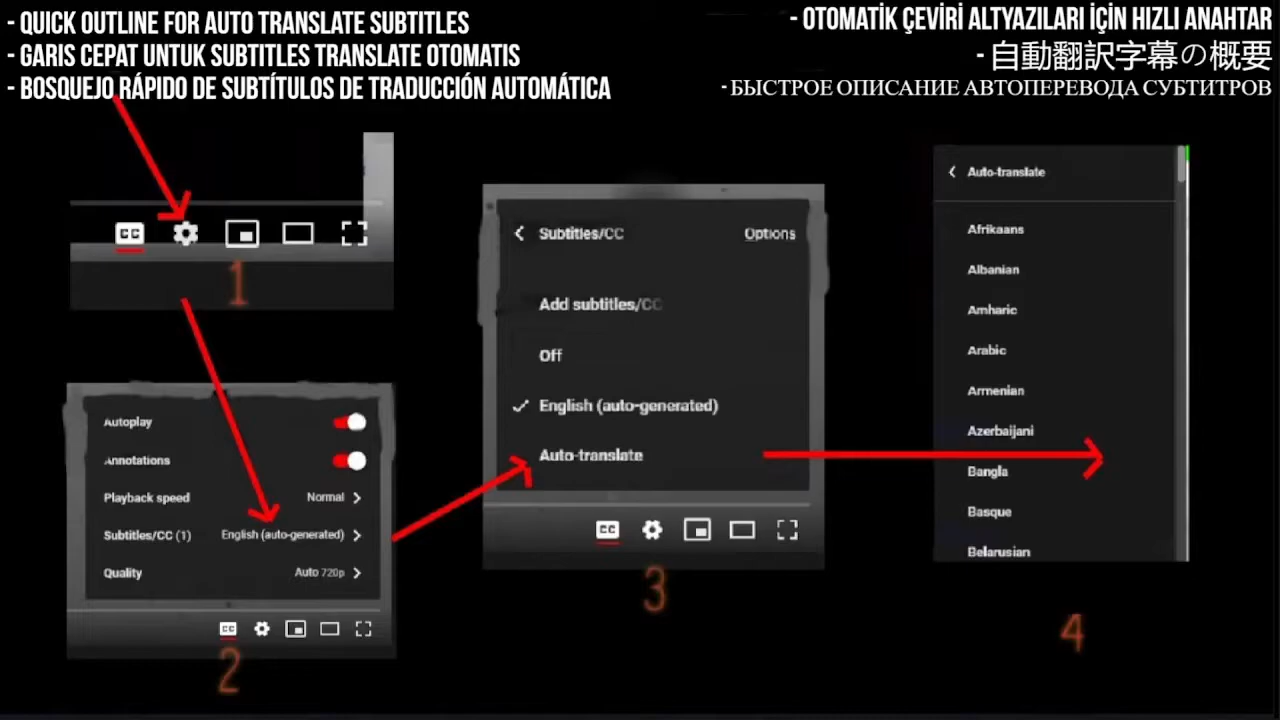 - QUICK OUTLINE FOR AUTO TRANSLATE SUBTITLES
- GARIS CEPAT UNTUK SUBTITLES TRANSLATE OTOMATIS
- BOSQUEJO RÁPIDO DE SUBTÍTULOS DE TRADUCCIÓN AUTOMÁTICA
- OTOMATİK ÇEVİRİ ALTYAZILARI İÇİN HIZLI ANAHTAR
- 自動翻訳字幕の概要
- БЫСТРОЕ ОПИСАНИЕ АВТОПЕРЕВОДА СУБТИТРОВ
CC
1
Autoplay
Annotations
Playback speed Normal
Subtitles/CC (1) English (auto-generated)
Quality Auto 720p
CC
2
Subtitles/CC Options
Add subtitles/CC
Off
English (auto-generated)
Auto-translate
CC
3
Auto-translate
Afrikaans
Albanian
Amharic
Arabic
Armenian
Azerbaijani
Bangla
Basque
Belarusian
4